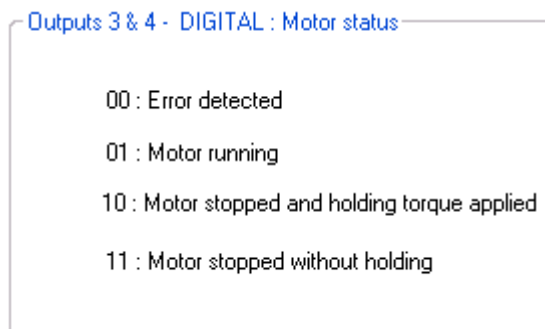 Outputs 3 & 4 - DIGITAL : Motor status
00 : Error detected
01 : Motor running
10 : Motor stopped and holding torque applied
11 : Motor stopped without holding